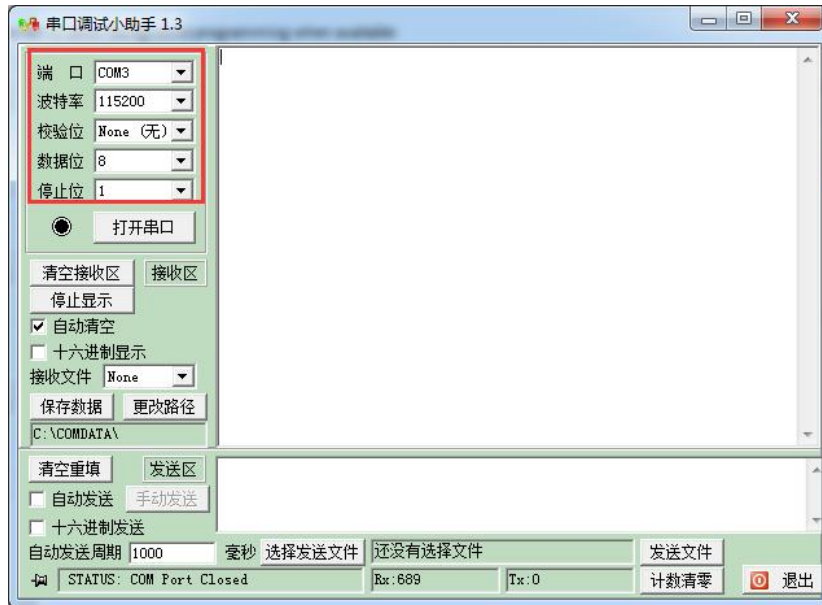 串口调试小助手 1.3
端 口 COM3
波特率 115200
校验位 None (无)
数据位 8
停止位 1
打开串口
清空接收区 接收区
停止显示
自动清空
十六进制显示
接收文件 None
保存数据 更改路径
C:\COMDATA\
清空重填 发送区
自动发送 手动发送
十六进制发送
自动发送周期 1000 毫秒 选择发送文件 还没有选择文件 发送文件
STATUS: COM Port Closed Rx:689 Tx:0 计数清零 退出